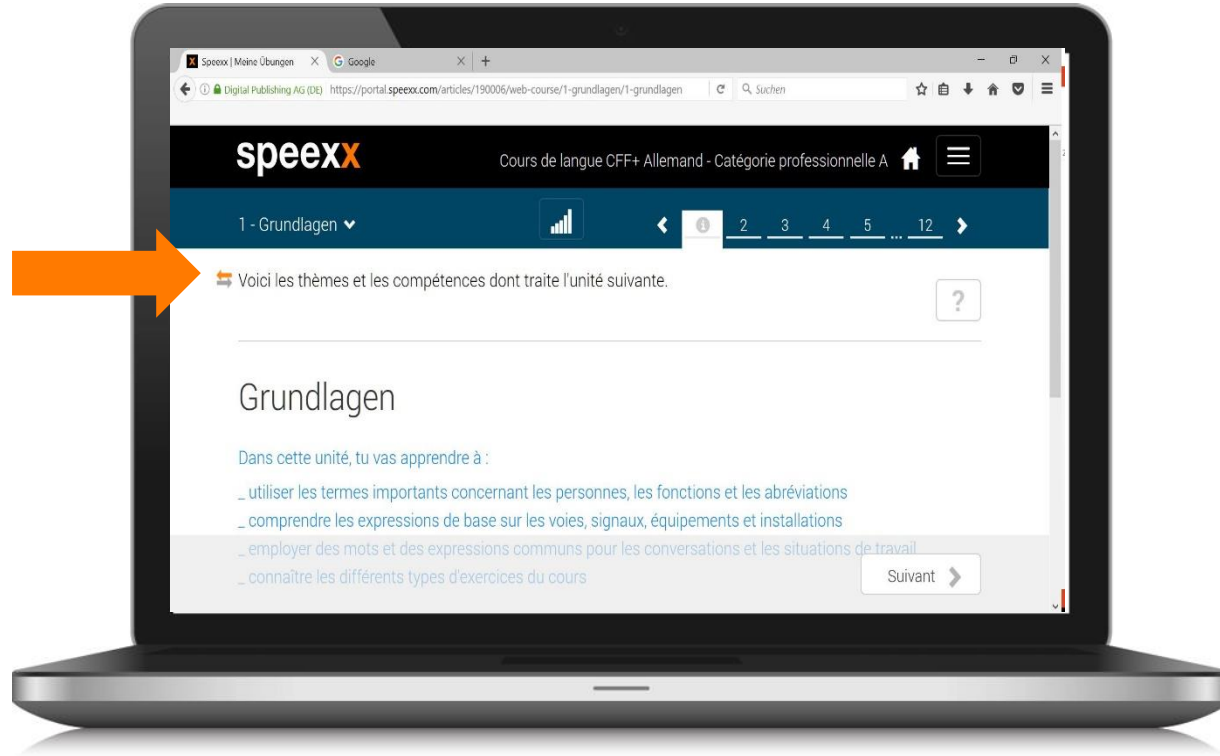 Speexx | Meine Übungen
Google
Digital Publishing AG (DE) https://portal.speexx.com/articles/190006/web-course/1-grundlagen/1-grundlagen
Suchen
speexx
Cours de langue CFF+ Allemand - Catégorie professionnelle A
1 - Grundlagen
2 3 4 5 ... 12
Voici les thèmes et les compétences dont traite l'unité suivante.
?
Grundlagen
Dans cette unité, tu vas apprendre à :
_ utiliser les termes importants concernant les personnes, les fonctions et les abréviations
_ comprendre les expressions de base sur les voies, signaux, équipements et installations
_ employer des mots et des expressions communs pour les conversations et les situations de travail
_ connaître les différents types d'exercices du cours
Suivant